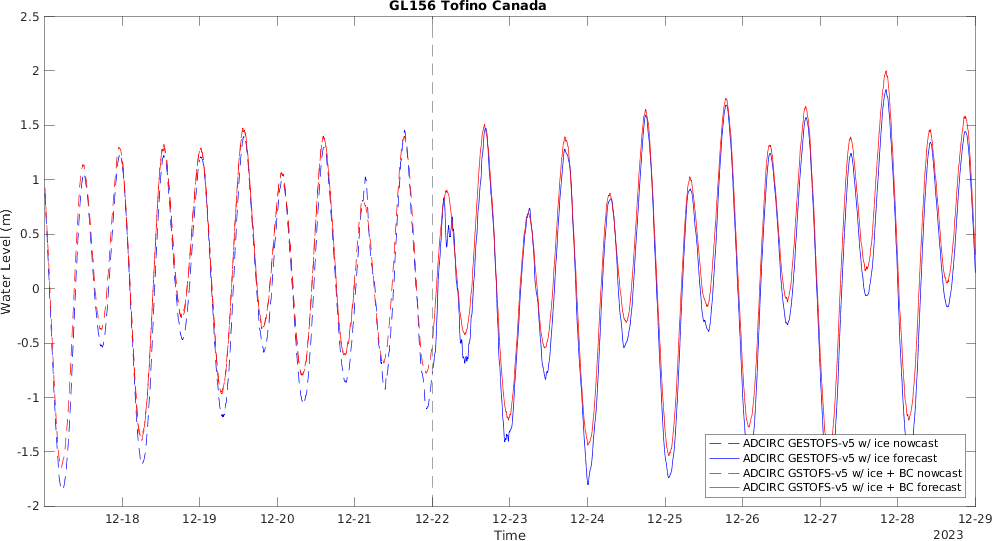 GL156 Tofino Canada
2.5
2
1.5
1
0.5
0
-0.5
-1
-1.5
-2
Water Level (m)
ADCIRC GESTOFS-v5 w/ ice nowcast
ADCIRC GESTOFS-v5 w/ ice forecast
ADCIRC GSTOFS-v5 w/ ice + BC nowcast
ADCIRC GSTOFS-v5 w/ ice + BC forecast
12-18 12-19 12-20 12-21 12-22 12-23 12-24 12-25 12-26 12-27 12-28 12-29
Time
2023